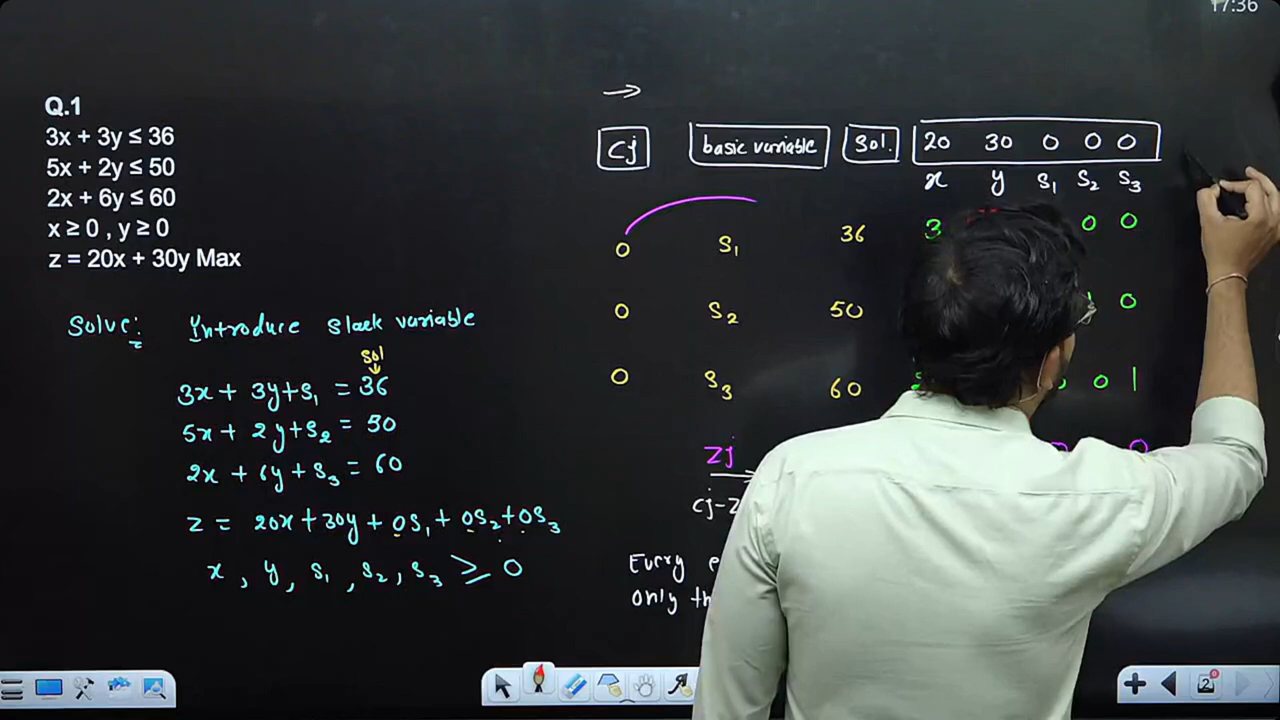 17:36
Q.1
3x + 3y ≤ 36
5x + 2y ≤ 50
2x + 6y ≤ 60
x ≥ 0 , y ≥ 0
z = 20x + 30y Max
Solve: Introduce slack variable
sol
3x + 3y + S₁ = 36
5x + 2y + S₂ = 50
2x + 6y + S₃ = 60
z = 20x + 30y + 0S₁ + 0S₂ + 0S₃
x , y , S₁ , S₂ , S₃ ≥ 0
→
Cj basic variable Sol. 20 30 0 0 0
x y S₁ S₂ S₃
0 S₁ 36 3 0 0
0 S₂ 50 0
0 S₃ 60 0 1
Zj 0
Cj-Z
Every
only
2